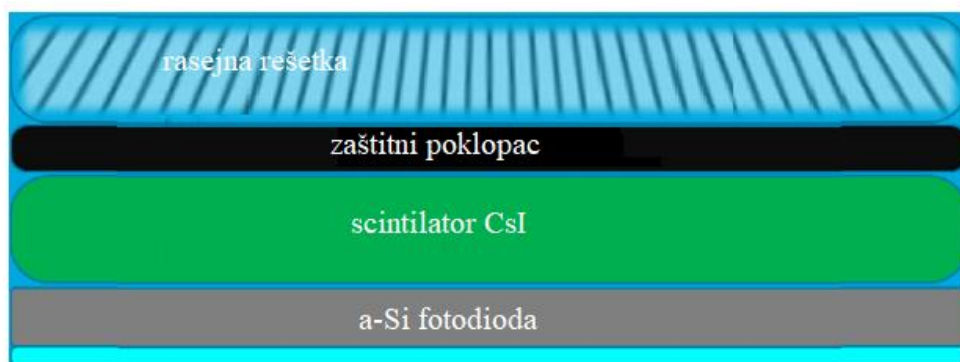 rasejna rešetka
zaštitni poklopac
scintilator CsI
a-Si fotodioda